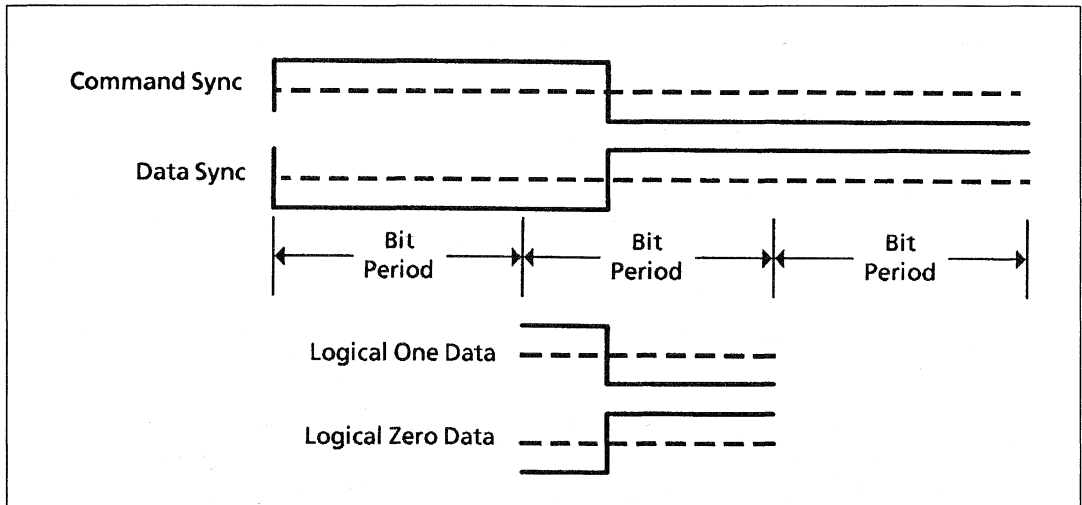 Command Sync
Data Sync
Bit Period
Bit Period
Bit Period
Logical One Data
Logical Zero Data